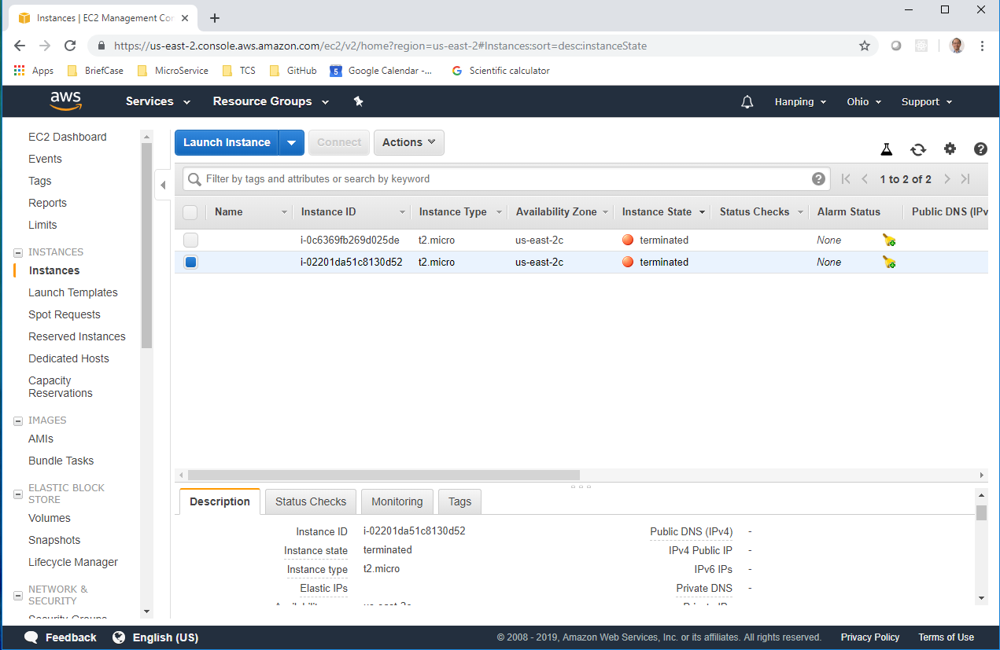 Instances | EC2 Management Con
https://us-east-2.console.aws.amazon.com/ec2/v2/home?region=us-east-2#Instances:sort=desc:instanceState
Apps BriefCase MicroService TCS GitHub 5 Google Calendar -... G Scientific calculator
aws Services Resource Groups Hanping Ohio Support
EC2 Dashboard
Events
Tags
Reports
Limits
INSTANCES
Instances
Launch Templates
Spot Requests
Reserved Instances
Dedicated Hosts
Capacity
Reservations
IMAGES
AMIs
Bundle Tasks
ELASTIC BLOCK
STORE
Volumes
Snapshots
Lifecycle Manager
NETWORK &
SECURITY
Security Groups
Launch Instance Connect Actions
Filter by tags and attributes or search by keyword 1 to 2 of 2
Name Instance ID Instance Type Availability Zone Instance State Status Checks Alarm Status Public DNS (IPv
i-0c6369fb269d025de t2.micro us-east-2c terminated None
i-02201da51c8130d52 t2.micro us-east-2c terminated None
Description Status Checks Monitoring Tags
Instance ID i-02201da51c8130d52 Public DNS (IPv4) -
Instance state terminated IPv4 Public IP -
Instance type t2.micro IPv6 IPs -
Elastic IPs Private DNS -
us-east-2c
Feedback English (US) © 2008 - 2019, Amazon Web Services, Inc. or its affiliates. All rights reserved. Privacy Policy Terms of Use